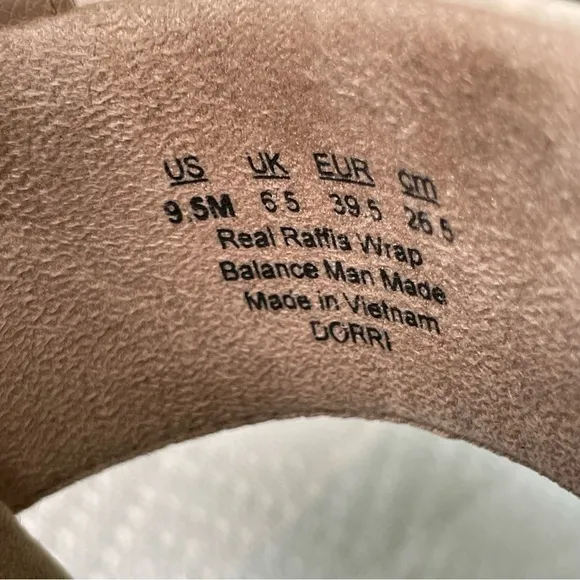 US UK EUR cm
9.5M 6.5 39.5 26.5
Real Raffia Wrap
Balance Man Made
Made in Vietnam
DORRI